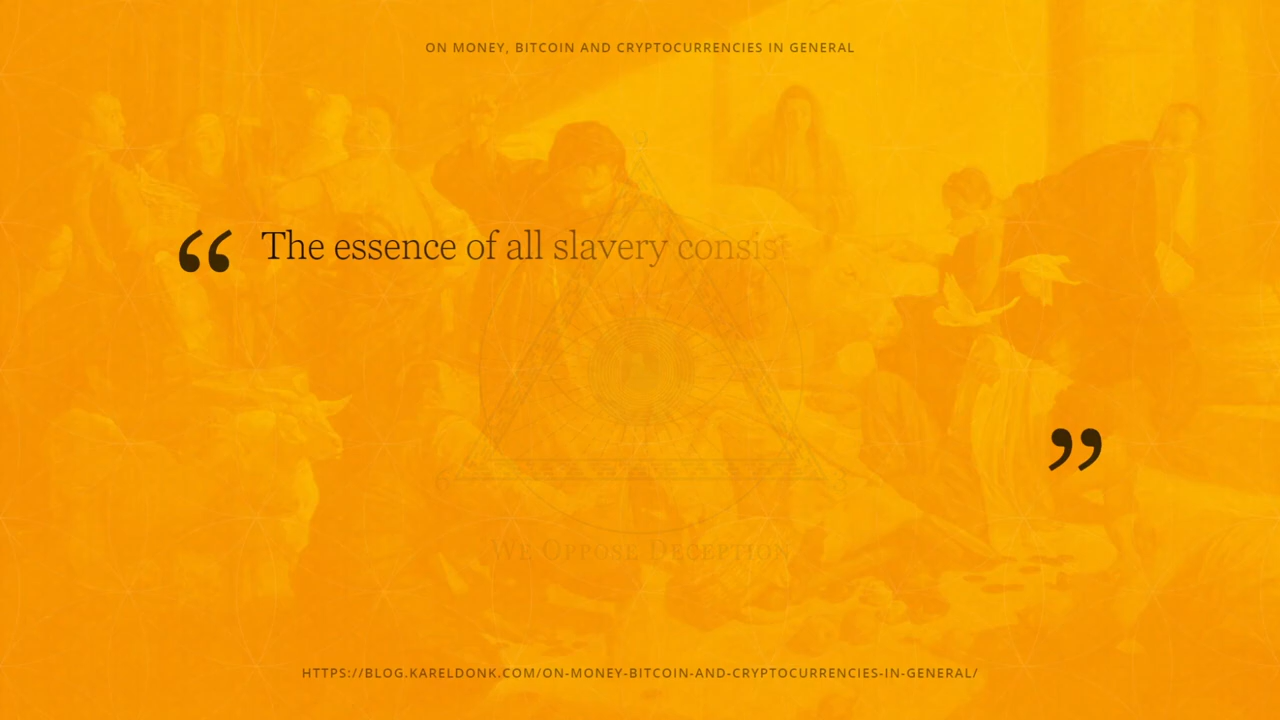 ON MONEY, BITCOIN AND CRYPTOCURRENCIES IN GENERAL
“ The essence of all slavery consist
”
WE OPPOSE DECEPTION
HTTPS://BLOG.KARELDONK.COM/ON-MONEY-BITCOIN-AND-CRYPTOCURRENCIES-IN-GENERAL/